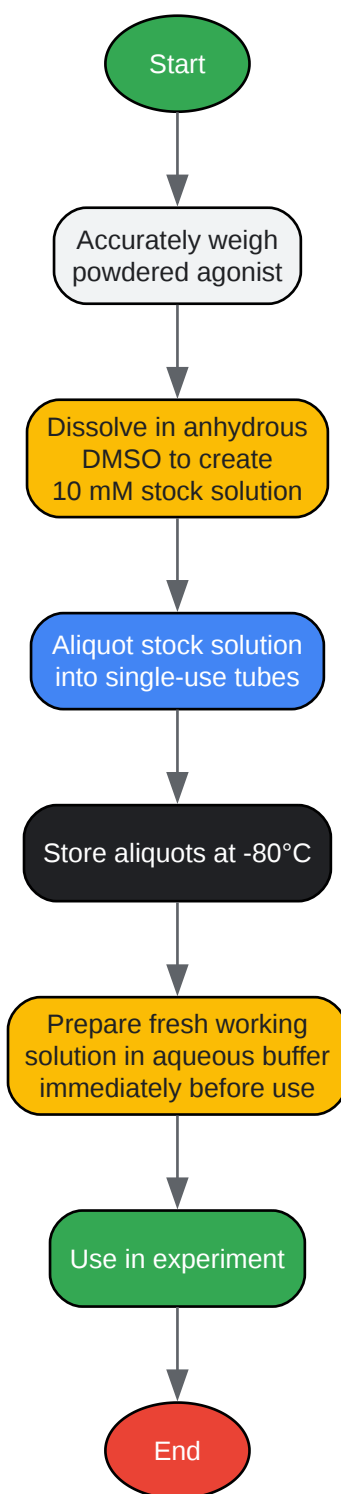 Start
Accurately weigh
powdered agonist
Dissolve in anhydrous
DMSO to create
10 mM stock solution
Aliquot stock solution
into single-use tubes
Store aliquots at -80°C
Prepare fresh working
solution in aqueous buffer
immediately before use
Use in experiment
End